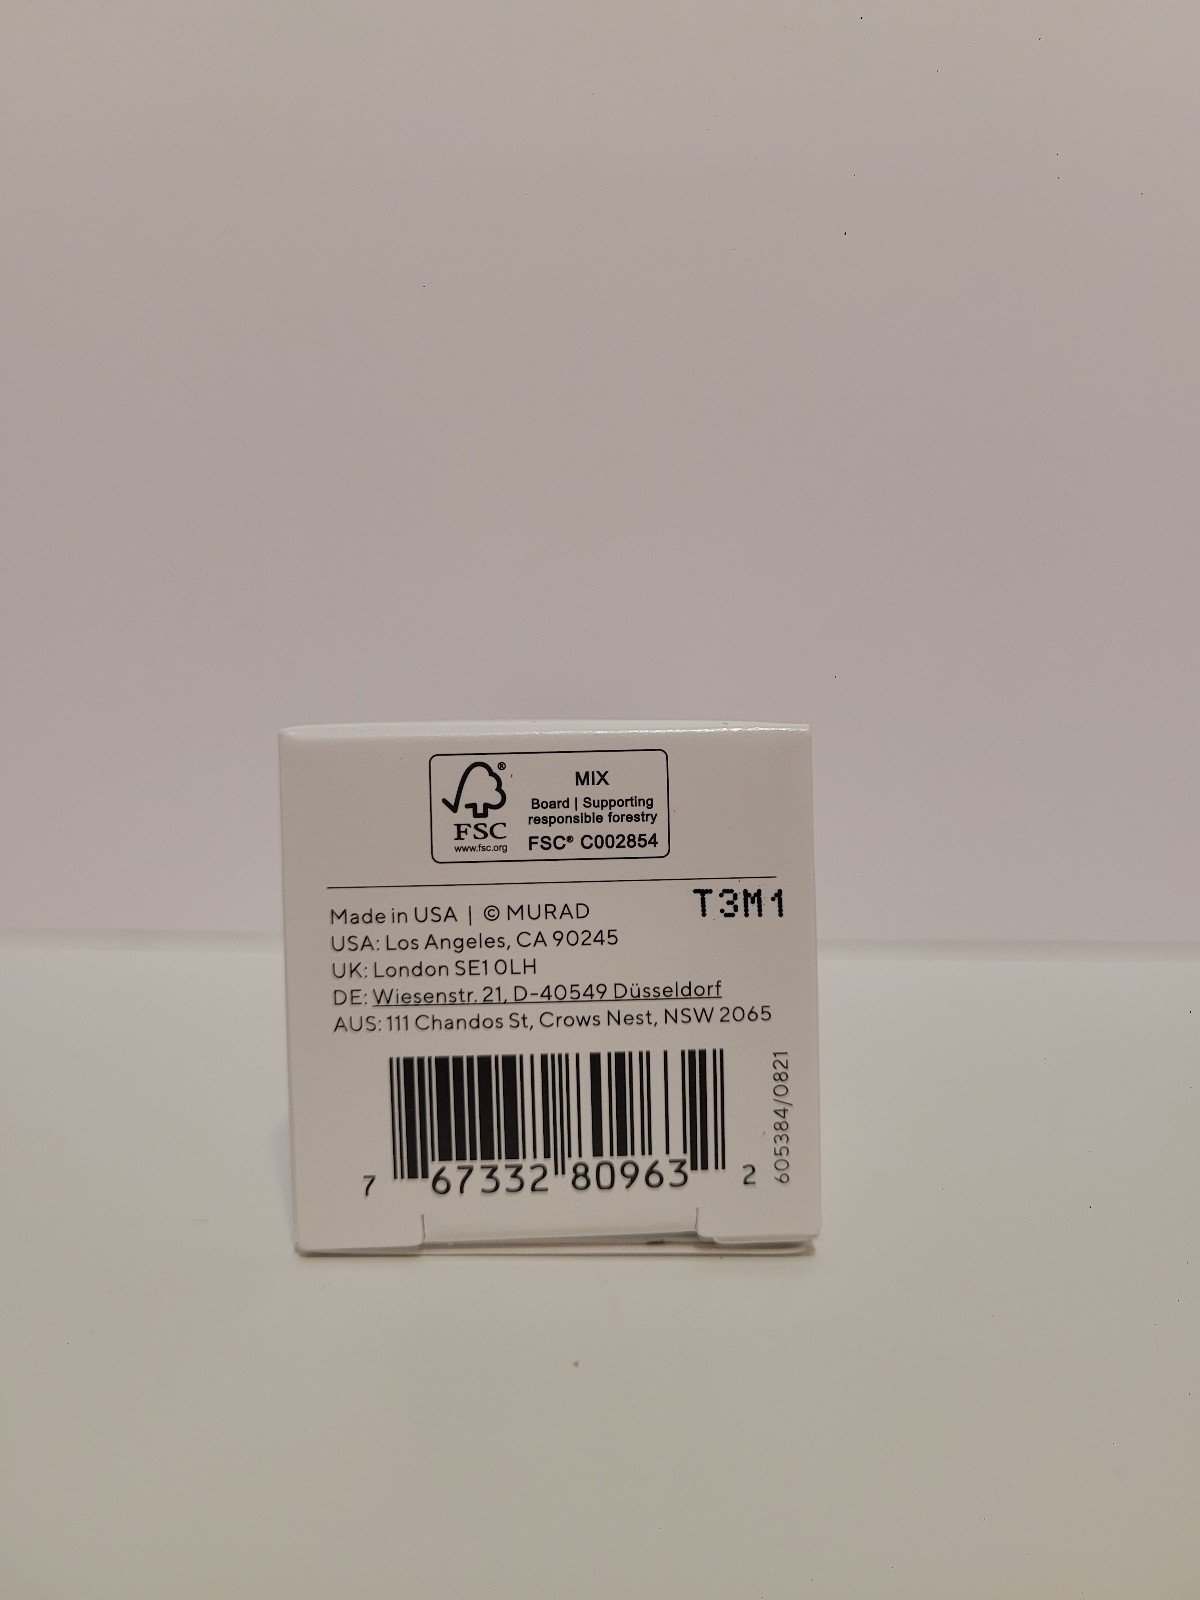 FSC®
www.fsc.org
MIX
Board | Supporting
responsible forestry
FSC® C002854
T3M1
Made in USA | © MURAD
USA: Los Angeles, CA 90245
UK: London SE1 0LH
DE: Wiesenstr. 21, D-40549 Düsseldorf
AUS: 111 Chandos St, Crows Nest, NSW 2065
7 67332 80963 2
605384/0821